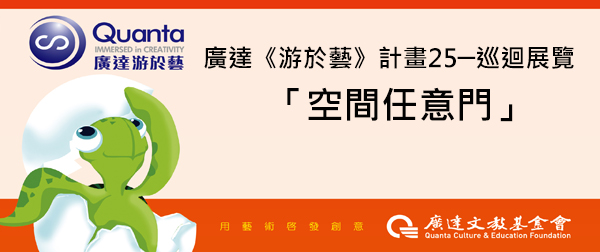 Quanta
IMMERSED in CREATIVITY
廣達游於藝
廣達《游於藝》計畫25─巡迴展覽
「空間任意門」
用藝術啓發創意
廣達文教基金會
Quanta Culture & Education Foundation